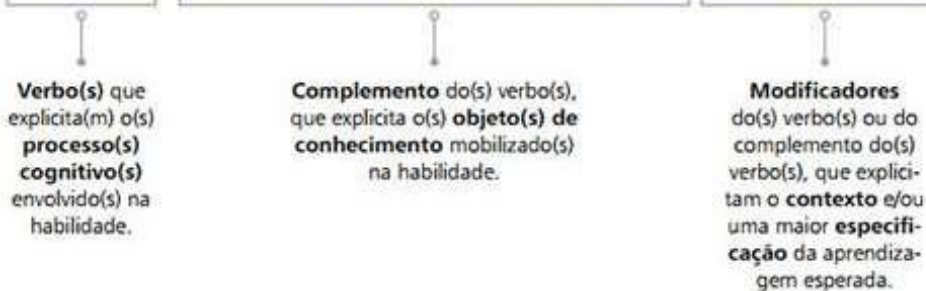 Verbo(s) que
explicita(m) o(s)
processo(s)
cognitivo(s)
envolvido(s) na
habilidade.
Complemento do(s) verbo(s),
que explicita o(s) objeto(s) de
conhecimento mobilizado(s)
na habilidade.
Modificadores
do(s) verbo(s) ou do
complemento do(s)
verbo(s), que explici-
tam o contexto e/ou
uma maior especifi-
cação da aprendiza-
gem esperada.